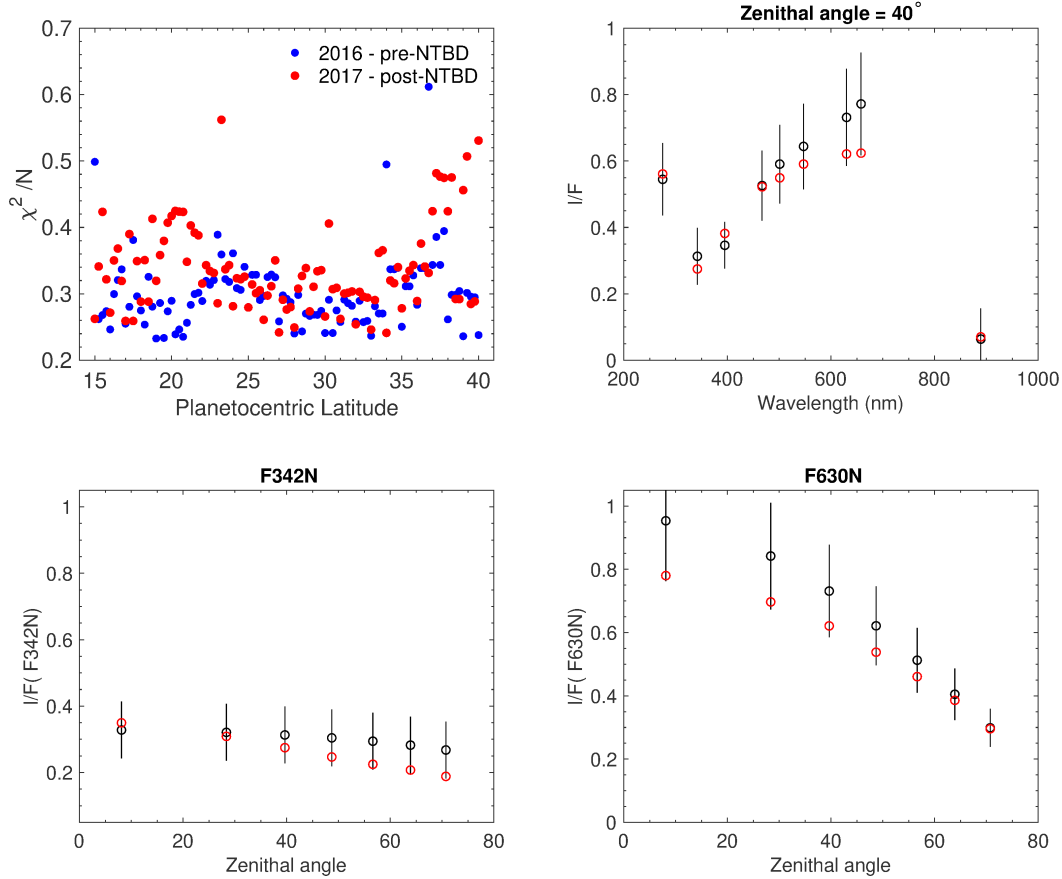 0.7
0.6
0.5
0.4
0.3
0.2
χ² /N
2016 - pre-NTBD
2017 - post-NTBD
15 20 25 30 35 40
Planetocentric Latitude
Zenithal angle = 40°
1
0.8
0.6
0.4
0.2
0
I/F
200 400 600 800 1000
Wavelength (nm)
F342N
1
0.8
0.6
0.4
0.2
0
I/F( F342N)
0 20 40 60 80
Zenithal angle
F630N
1
0.8
0.6
0.4
0.2
0
I/F( F630N)
0 20 40 60 80
Zenithal angle